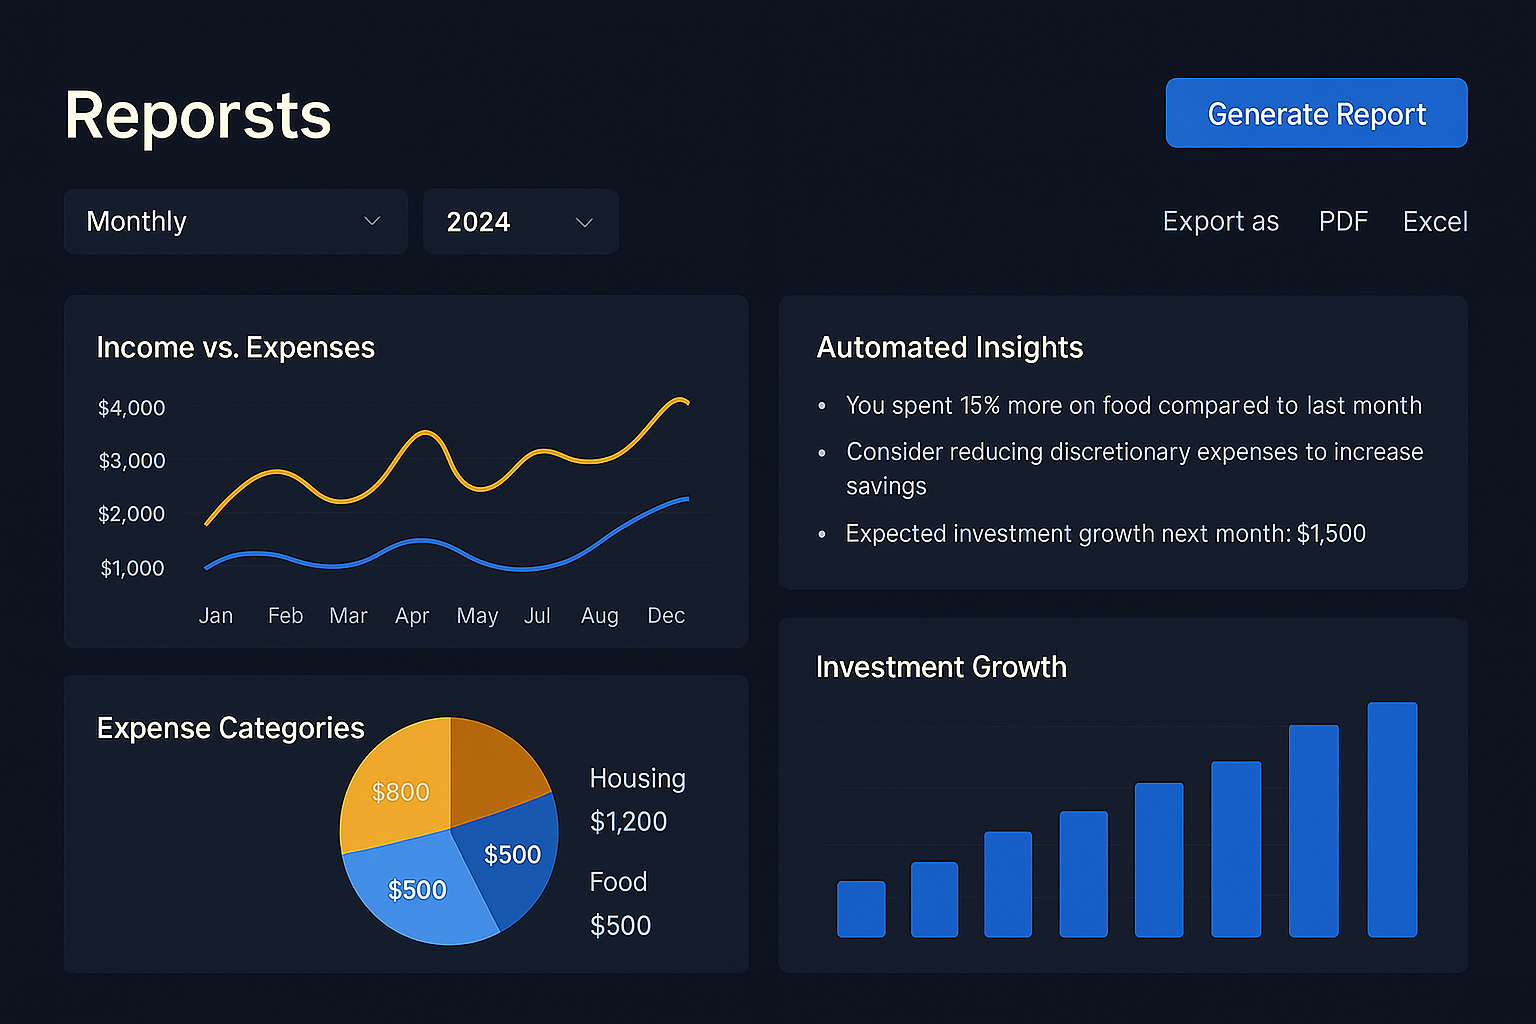 Reporsts
Generate Report
Monthly
2024
Export as PDF Excel
Income vs. Expenses
$4,000
$3,000
$2,000
$1,000
Jan Feb Mar Apr May Jul Aug Dec
Automated Insights
• You spent 15% more on food compared to last month
• Consider reducing discretionary expenses to increase
savings
• Expected investment growth next month: $1,500
Expense Categories
$800
$500
$500
Housing
$1,200
Food
$500
Investment Growth